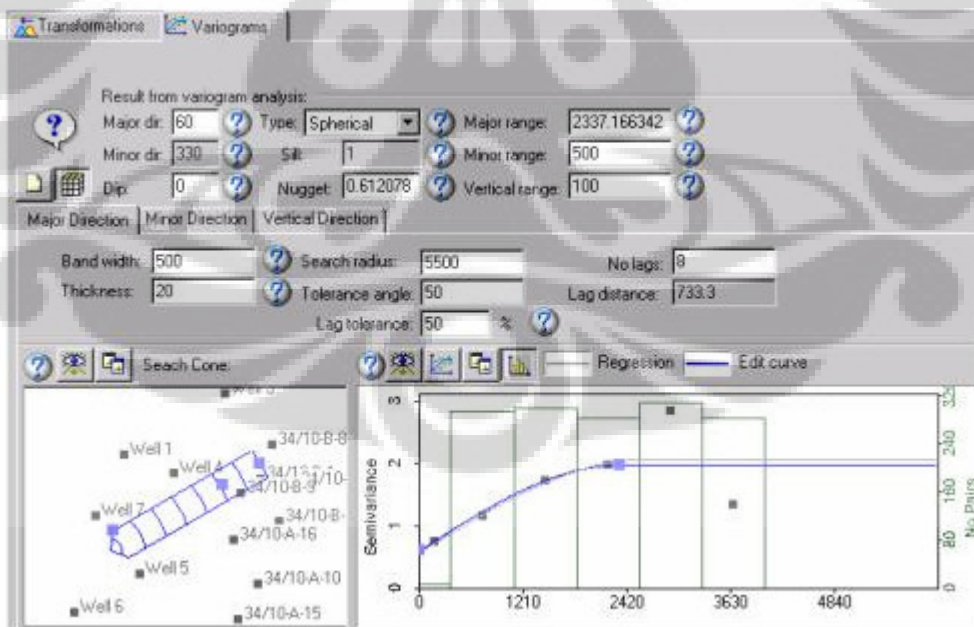 Transformations Variograms
Result from variogram analysis:
Major dir: 60 Type: Spherical Major range: 2337.166342
Minor dir: 330 Sill: 1 Minor range: 500
Dip: 0 Nugget: 0.612078 Vertical range: 100
Major Direction Minor Direction Vertical Direction
Band width: 500 Search radius: 5500 No lags: 8
Thickness: 20 Tolerance angle: 50 Lag distance: 733.3
Lag tolerance: 50 %
Seach Cone: Regression Edit curve
Well 1
34/10-B-8
Well 4
34/10-B-9
Well 7
34/10-B-
34/10-A-16
Well 5
34/10-A-10
Well 6
34/10-A-15
Semivariance
0 1 2 3
0 1210 2420 3630 4840
0 80 160 240 320
No Pairs